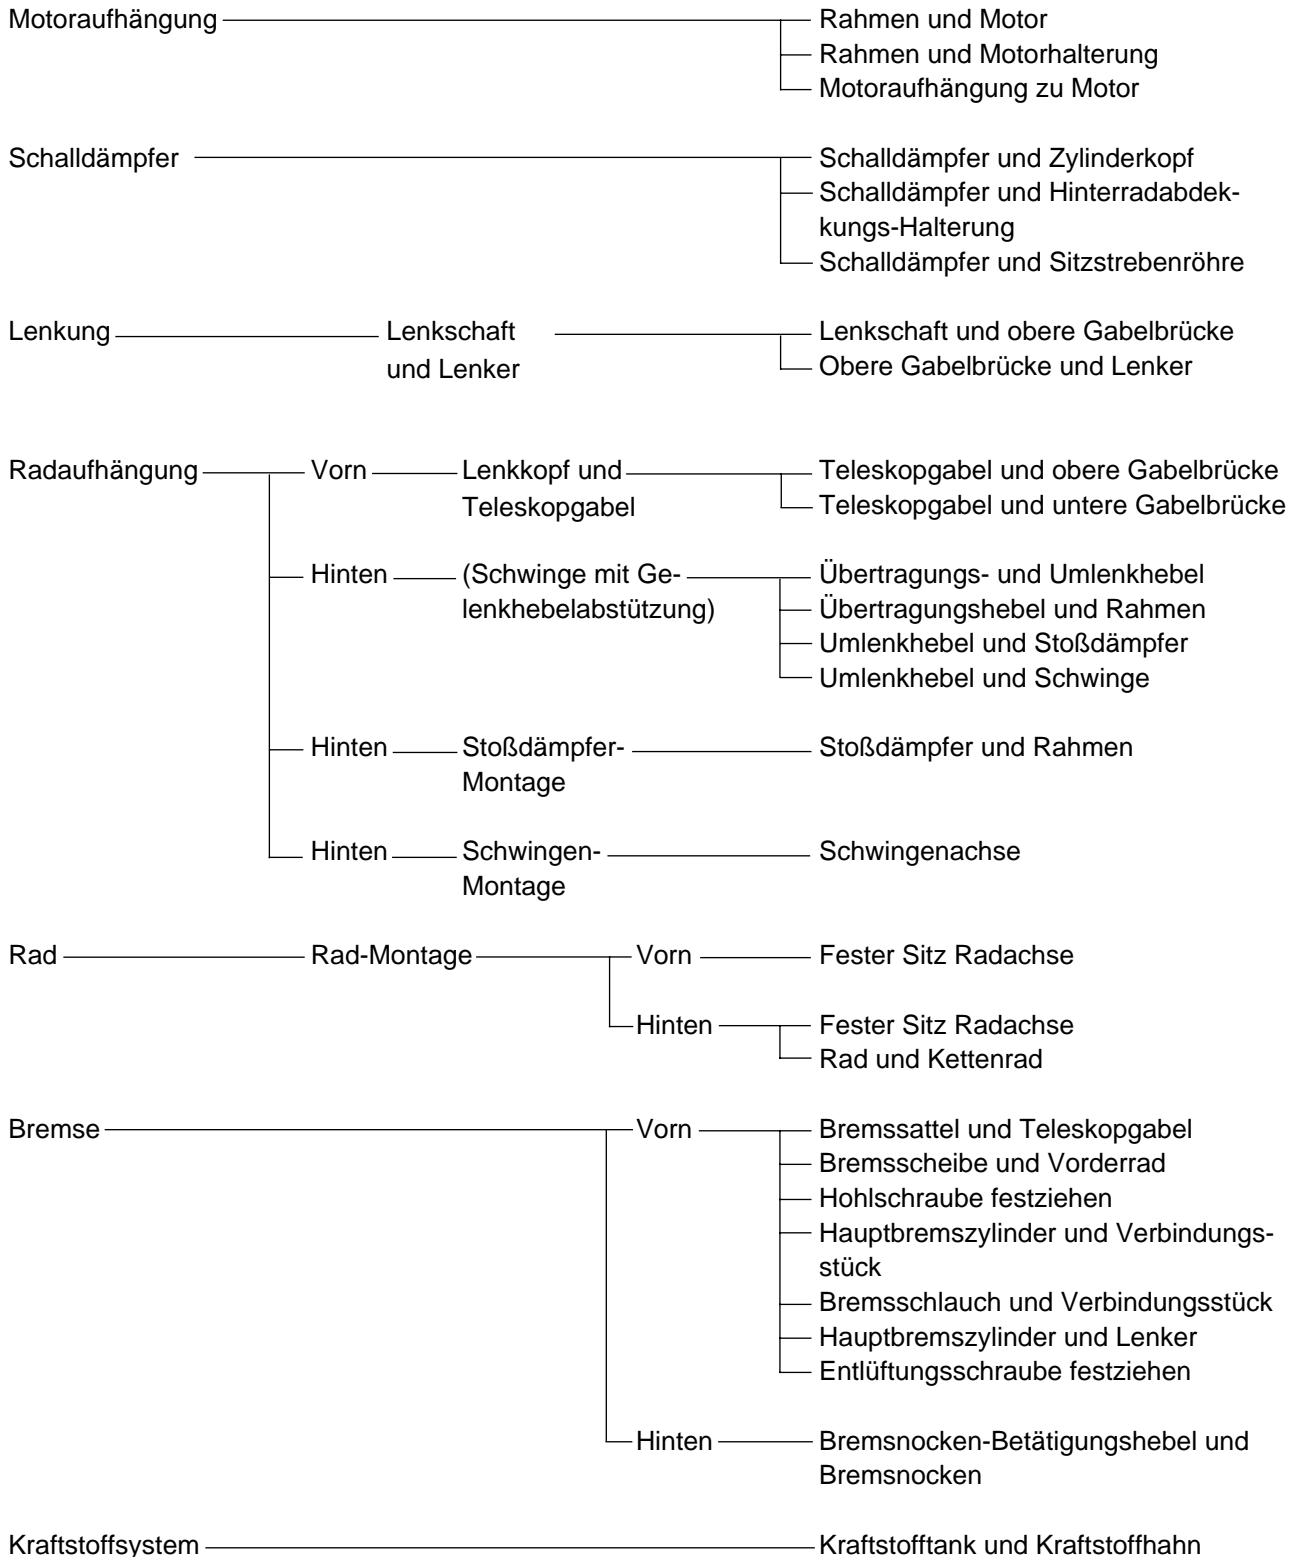 Motoraufhängung Rahmen und Motor
Rahmen und Motorhalterung
Motoraufhängung zu Motor
Schalldämpfer Schalldämpfer und Zylinderkopf
Schalldämpfer und Hinterradabdek-
kungs-Halterung
Schalldämpfer und Sitzstrebenröhre
Lenkung Lenkschaft Lenkschaft und obere Gabelbrücke
und Lenker Obere Gabelbrücke und Lenker
Radaufhängung Vorn Lenkkopf und Teleskopgabel und obere Gabelbrücke
Teleskopgabel Teleskopgabel und untere Gabelbrücke
Hinten (Schwinge mit Ge- Übertragungs- und Umlenkhebel
lenkhebelabstützung) Übertragungshebel und Rahmen
Umlenkhebel und Stoßdämpfer
Umlenkhebel und Schwinge
Hinten Stoßdämpfer- Stoßdämpfer und Rahmen
Montage
Hinten Schwingen- Schwingenachse
Montage
Rad Rad-Montage Vorn Fester Sitz Radachse
Hinten Fester Sitz Radachse
Rad und Kettenrad
Bremse Vorn Bremssattel und Teleskopgabel
Bremsscheibe und Vorderrad
Hohlschraube festziehen
Hauptbremszylinder und Verbindungs-
stück
Bremsschlauch und Verbindungsstück
Hauptbremszylinder und Lenker
Entlüftungsschraube festziehen
Hinten Bremsnocken-Betätigungshebel und
Bremsnocken
Kraftstoffsystem Kraftstofftank und Kraftstoffhahn